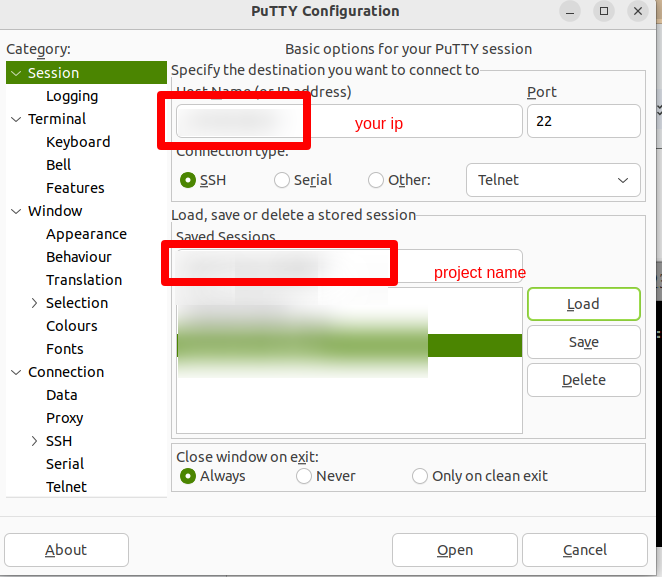 PuTTY Configuration
Category:
Session
Logging
Terminal
Keyboard
Bell
Features
Window
Appearance
Behaviour
Translation
Selection
Colours
Fonts
Connection
Data
Proxy
SSH
Serial
Telnet
Basic options for your PuTTY session
Specify the destination you want to connect to
Host Name (or IP address) Port
your ip 22
Connection type:
SSH Serial Other: Telnet
Load, save or delete a stored session
Saved Sessions
project name
Load
Save
Delete
Close window on exit:
Always Never Only on clean exit
About Open Cancel